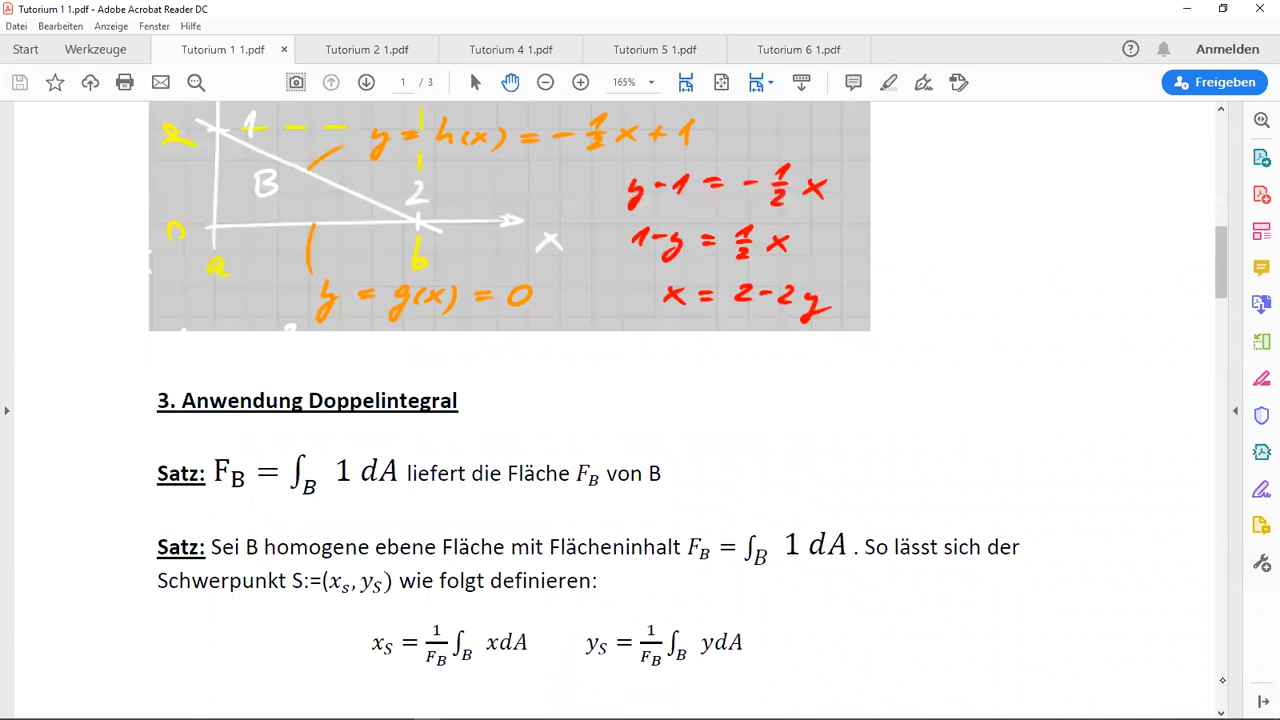 Tutorium 1 1.pdf - Adobe Acrobat Reader DC
Datei Bearbeiten Anzeige Fenster Hilfe
Start Werkzeuge Tutorium 1 1.pdf × Tutorium 2 1.pdf Tutorium 4 1.pdf Tutorium 5 1.pdf Tutorium 6 1.pdf Anmelden
1 / 3 165% Freigeben
1 y = h(x) = - 1/2 x + 1
B 2 y - 1 = - 1/2 x
x 1 - y = 1/2 x
a b
y = g(x) = 0 x = 2 - 2y
3. Anwendung Doppelintegral
Satz: F_B = ∫_B 1 dA liefert die Fläche F_B von B
Satz: Sei B homogene ebene Fläche mit Flächeninhalt F_B = ∫_B 1 dA . So lässt sich der
Schwerpunkt S:=(x_s, y_S) wie folgt definieren:
x_S = 1/F_B ∫_B xdA y_S = 1/F_B ∫_B ydA